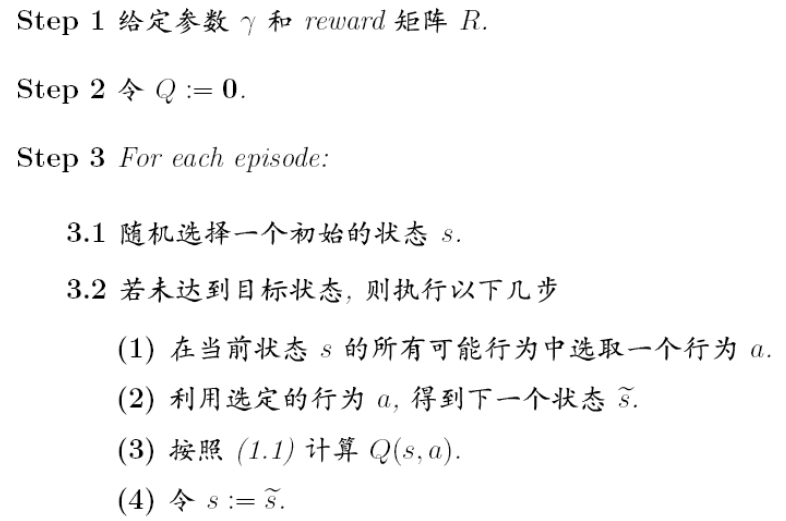 Step 1 给定参数 γ 和 reward 矩阵 R.
Step 2 令 Q := 0.
Step 3 For each episode:
3.1 随机选择一个初始的状态 s.
3.2 若未达到目标状态, 则执行以下几步
(1) 在当前状态 s 的所有可能行为中选取一个行为 a.
(2) 利用选定的行为 a, 得到下一个状态 s̃.
(3) 按照 (1.1) 计算 Q(s, a).
(4) 令 s := s̃.